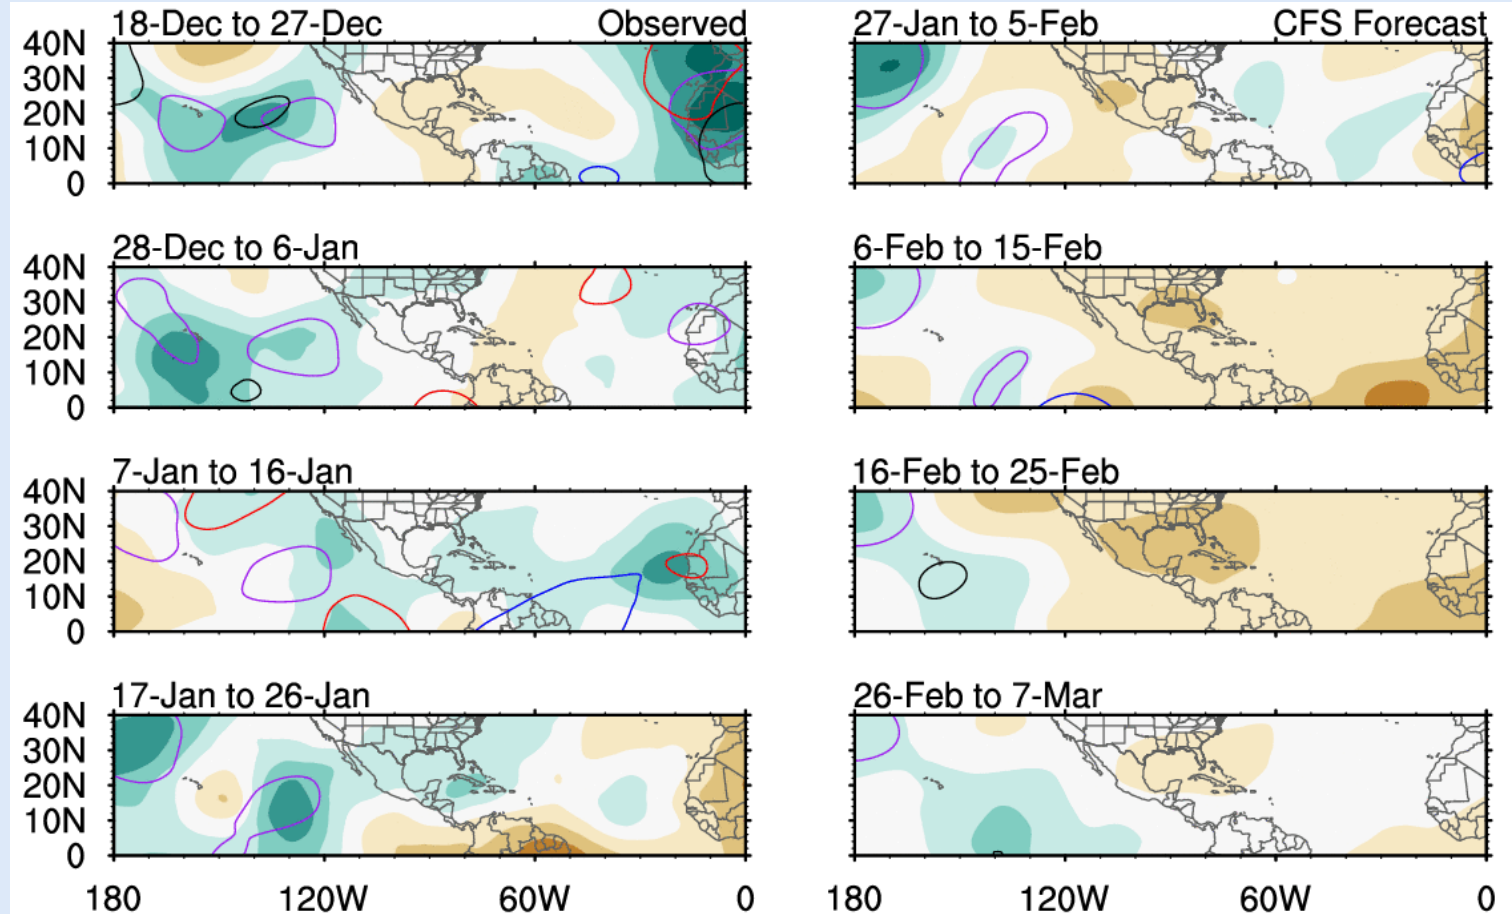 18-Dec to 27-Dec Observed
40N
30N
20N
10N
0
28-Dec to 6-Jan
40N
30N
20N
10N
0
7-Jan to 16-Jan
40N
30N
20N
10N
0
17-Jan to 26-Jan
40N
30N
20N
10N
0
180 120W 60W 0
27-Jan to 5-Feb CFS Forecast
6-Feb to 15-Feb
16-Feb to 25-Feb
26-Feb to 7-Mar
180 120W 60W 0